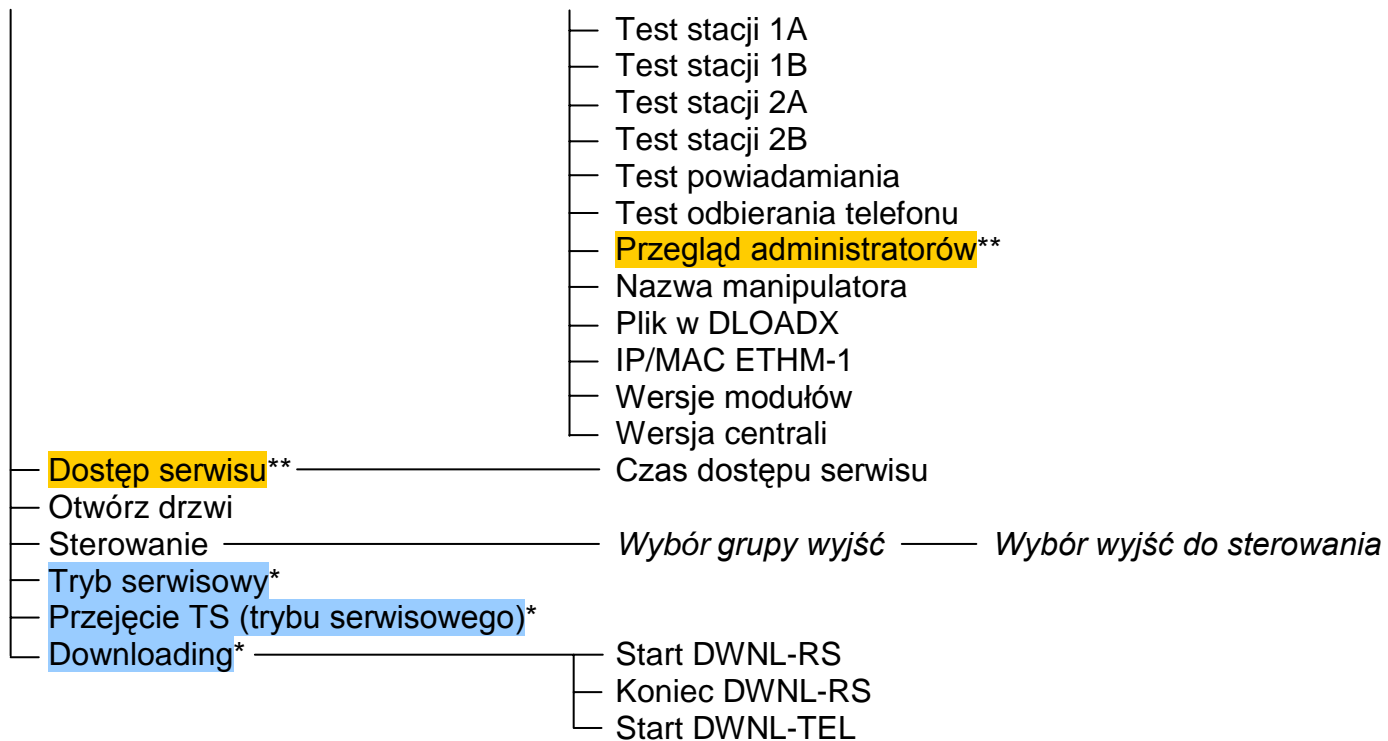 Test stacji 1A
Test stacji 1B
Test stacji 2A
Test stacji 2B
Test powiadamiania
Test odbierania telefonu
Przegląd administratorów**
Nazwa manipulatora
Plik w DLOADX
IP/MAC ETHM-1
Wersje modułów
Wersja centrali
Dostęp serwisu** Czas dostępu serwisu
Otwórz drzwi
Sterowanie Wybór grupy wyjść Wybór wyjść do sterowania
Tryb serwisowy*
Przejęcie TS (trybu serwisowego)*
Downloading* Start DWNL-RS
Koniec DWNL-RS
Start DWNL-TEL